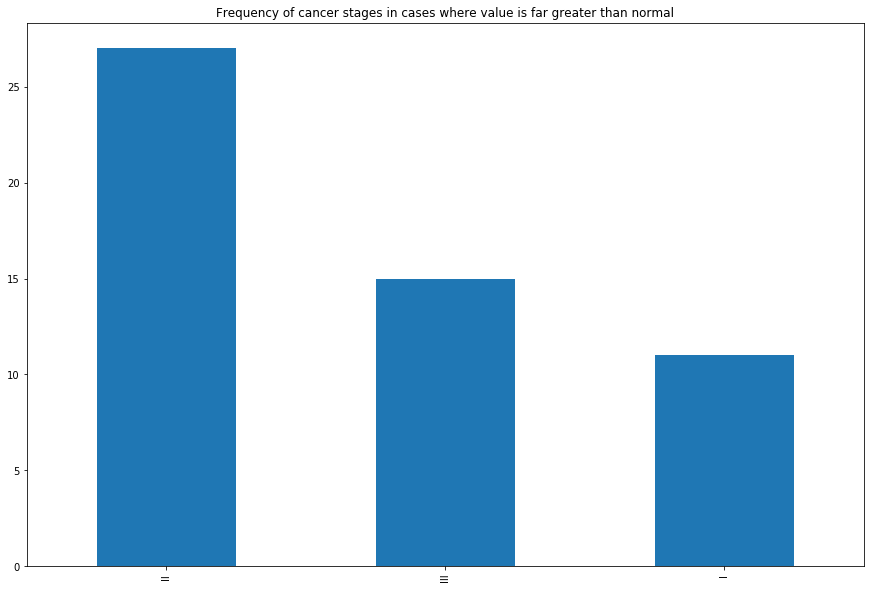 Frequency of cancer stages in cases where value is far greater than normal
25
20
15
10
5
0
II
III
I